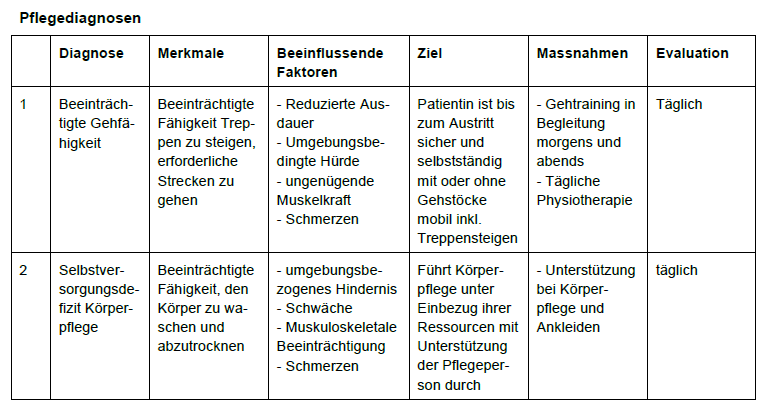 Pflegediagnosen
Diagnose
Merkmale
Beeinflussende
Faktoren
Ziel
Massnahmen
Evaluation
1
Beeinträch-
tigte Gehfä-
higkeit
Beeinträchtigte
Fähigkeit Trep-
pen zu steigen,
erforderliche
Strecken zu
gehen
- Reduzierte Aus-
dauer
- Umgebungsbe-
dingte Hürde
- ungenügende
Muskelkraft
- Schmerzen
Patientin ist bis
zum Austritt
sicher und
selbstständig
mit oder ohne
Gehstöcke
mobil inkl.
Treppensteigen
- Gehtraining in
Begleitung
morgens und
abends
- Tägliche
Physiotherapie
Täglich
2
Selbstver-
sorgungsde-
fizit Körper-
pflege
Beeinträchtigte
Fähigkeit, den
Körper zu wa-
schen und
abzutrocknen
- umgebungsbe-
zogenes Hindernis
- Schwäche
- Muskuloskeletale
Beeinträchtigung
- Schmerzen
Führt Körper-
pflege unter
Einbezug ihrer
Ressourcen mit
Unterstützung
der Pflegeper-
son durch
- Unterstützung
bei Körper-
pflege und
Ankleiden
täglich